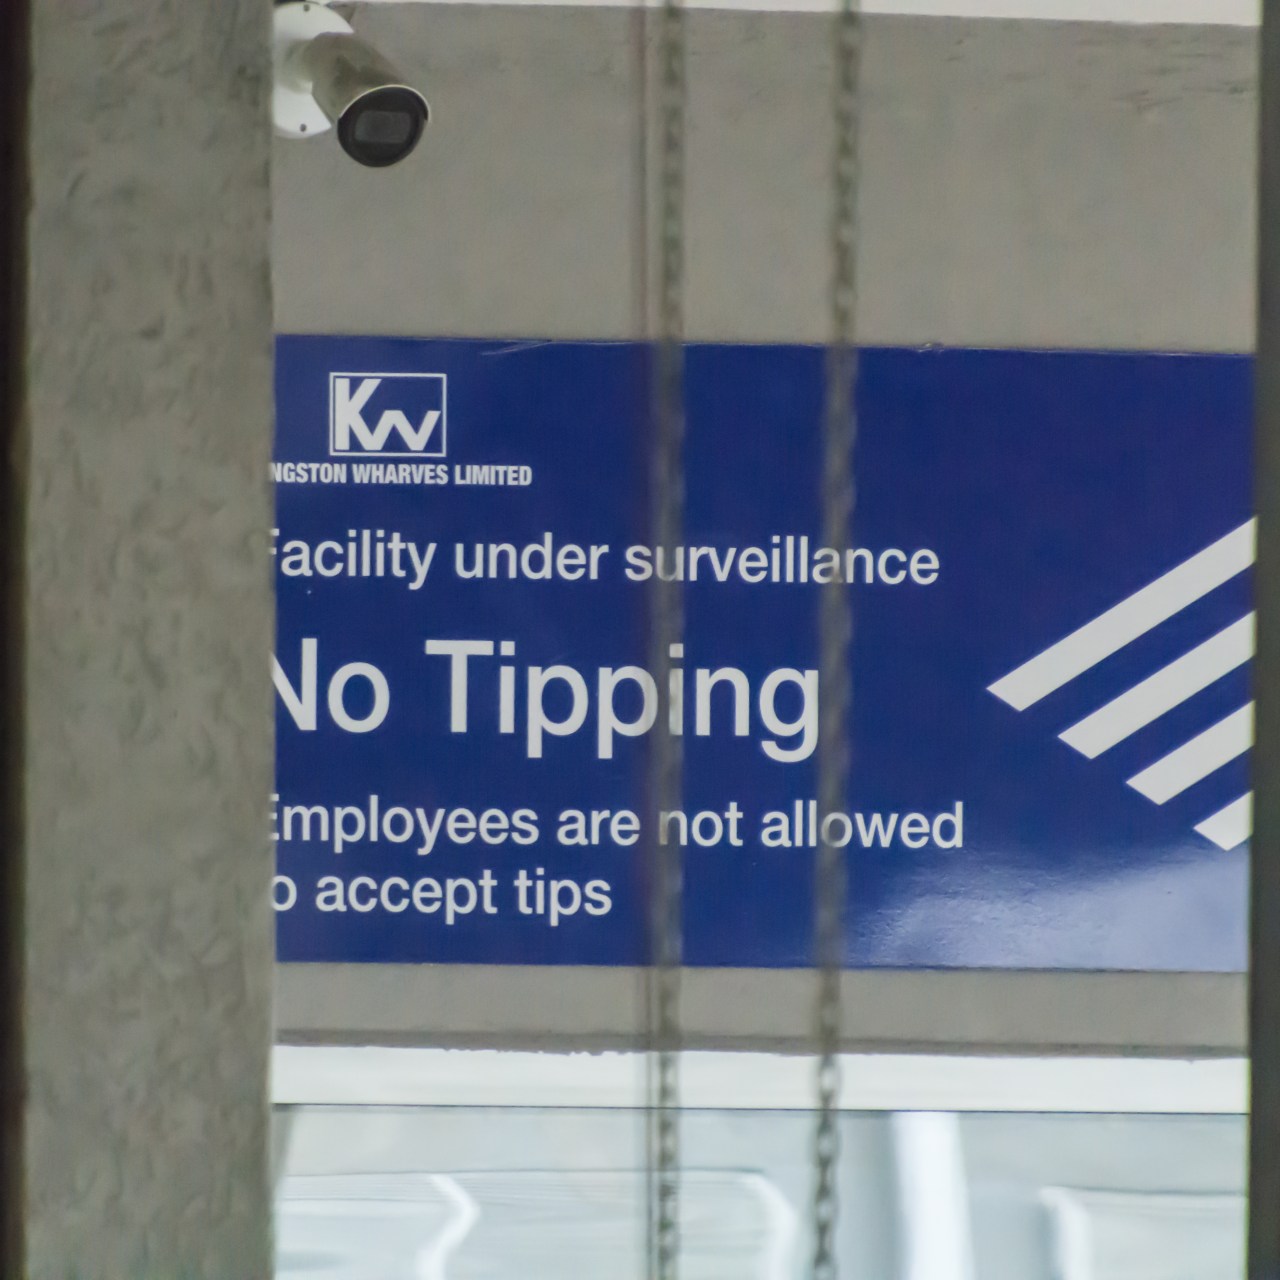 KW
NGSTON WHARVES LIMITED
Facility under surveillance
No Tipping
Employees are not allowed
o accept tips